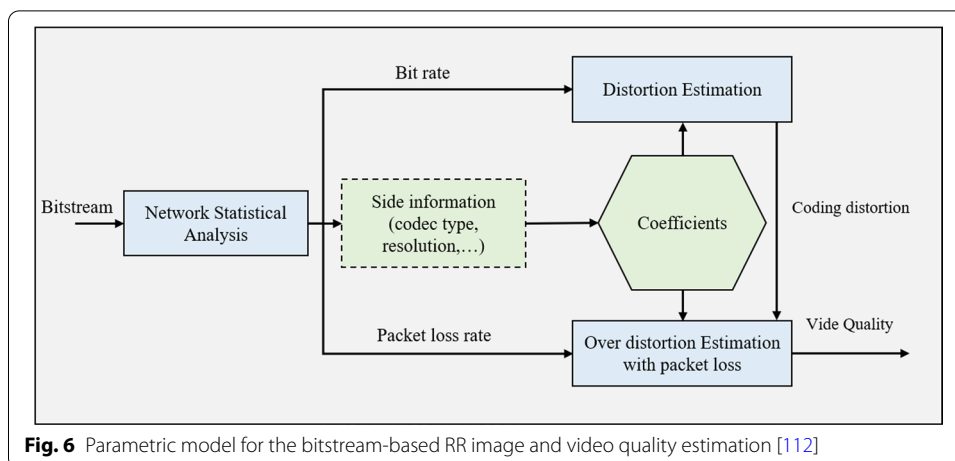 Bit rate
Distortion Estimation
Bitstream
Network Statistical
Analysis
Side information
(codec type,
resolution,…)
Coefficients
Coding distortion
Packet loss rate
Over distortion Estimation
with packet loss
Vide Quality
Fig. 6 Parametric model for the bitstream-based RR image and video quality estimation [112]